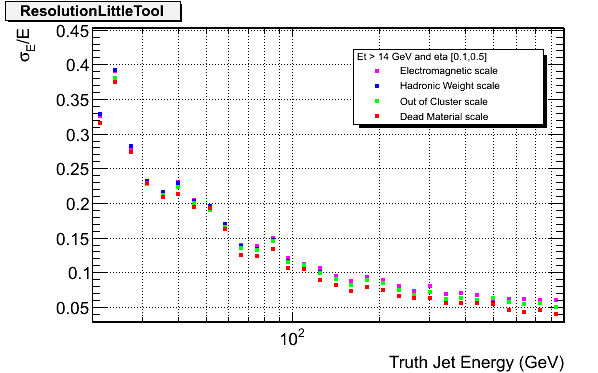 ResolutionLittleTool
σE/E
0.45
0.4
0.35
0.3
0.25
0.2
0.15
0.1
0.05
Et > 14 GeV and eta [0.1,0.5]
Electromagnetic scale
Hadronic Weight scale
Out of Cluster scale
Dead Material scale
10²
Truth Jet Energy (GeV)